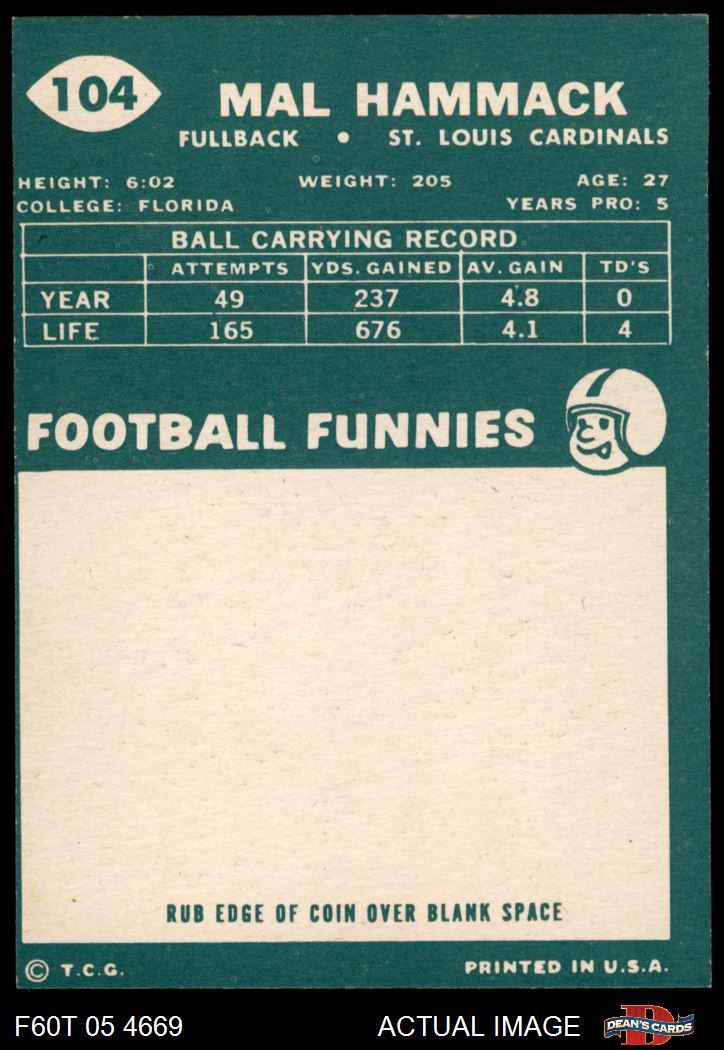 104
MAL HAMMACK
FULLBACK • ST. LOUIS CARDINALS
HEIGHT: 6:02 WEIGHT: 205 AGE: 27
COLLEGE: FLORIDA YEARS PRO: 5
BALL CARRYING RECORD
ATTEMPTS YDS. GAINED AV. GAIN TD'S
YEAR 49 237 4.8 0
LIFE 165 676 4.1 4
FOOTBALL FUNNIES
RUB EDGE OF COIN OVER BLANK SPACE
© T.C.G. PRINTED IN U.S.A.
F60T 05 4669 ACTUAL IMAGE DEAN'S CARDS